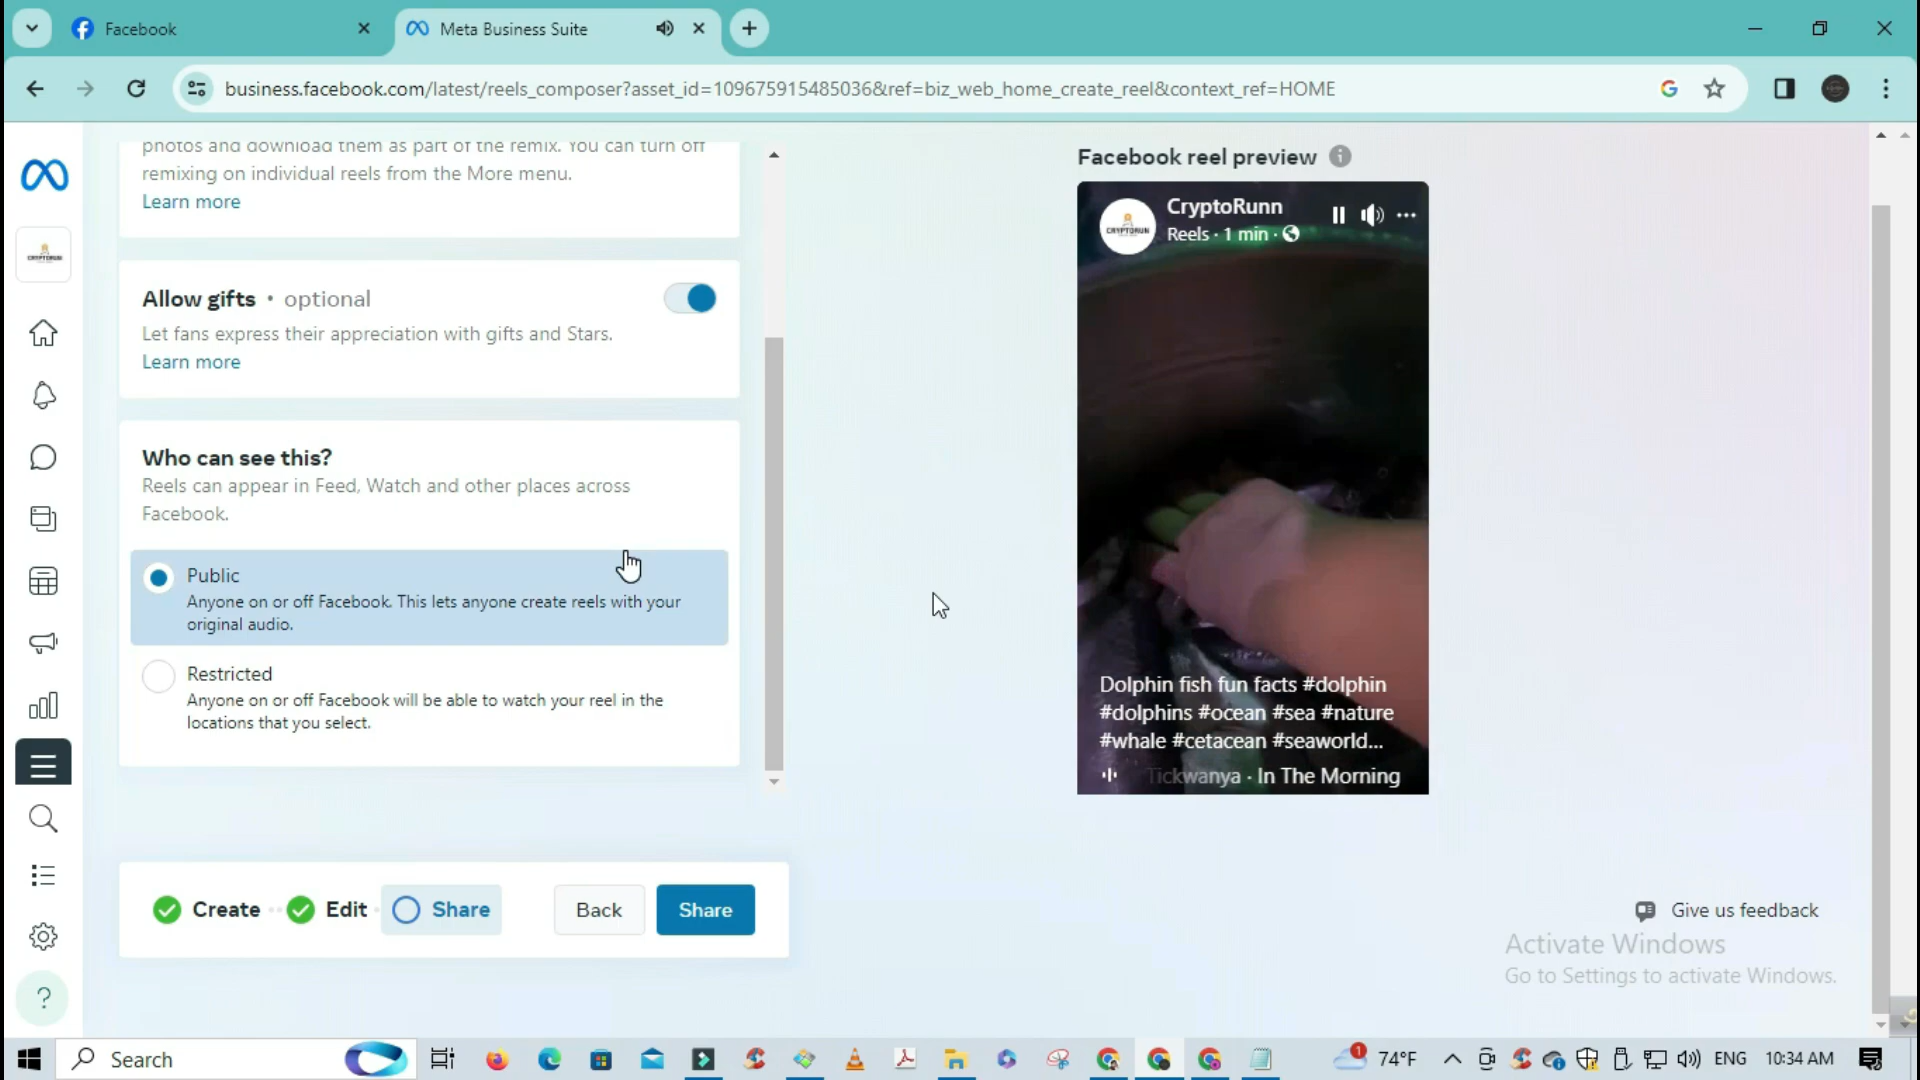 Facebook
Meta Business Suite
business.facebook.com/latest/reels_composer?asset_id=109675915485036&ref=biz_web_home_create_reel&context_ref=HOME
photos and download them as part of the remix. You can turn off
remixing on individual reels from the More menu.
Learn more
Allow gifts • optional
Let fans express their appreciation with gifts and Stars.
Learn more
Who can see this?
Reels can appear in Feed, Watch and other places across
Facebook.
Public
Anyone on or off Facebook. This lets anyone create reels with your
original audio.
Restricted
Anyone on or off Facebook will be able to watch your reel in the
locations that you select.
Create
Edit
Share
Back
Share
Facebook reel preview
CRYPTORUN
CryptoRunn
Reels · 1 min ·
Dolphin fish fun facts #dolphin
#dolphins #ocean #sea #nature
#whale #cetacean #seaworld...
Tickwanya · In The Morning
Give us feedback
Activate Windows
Go to Settings to activate Windows.
Search
1
74°F
ENG
10:34 AM